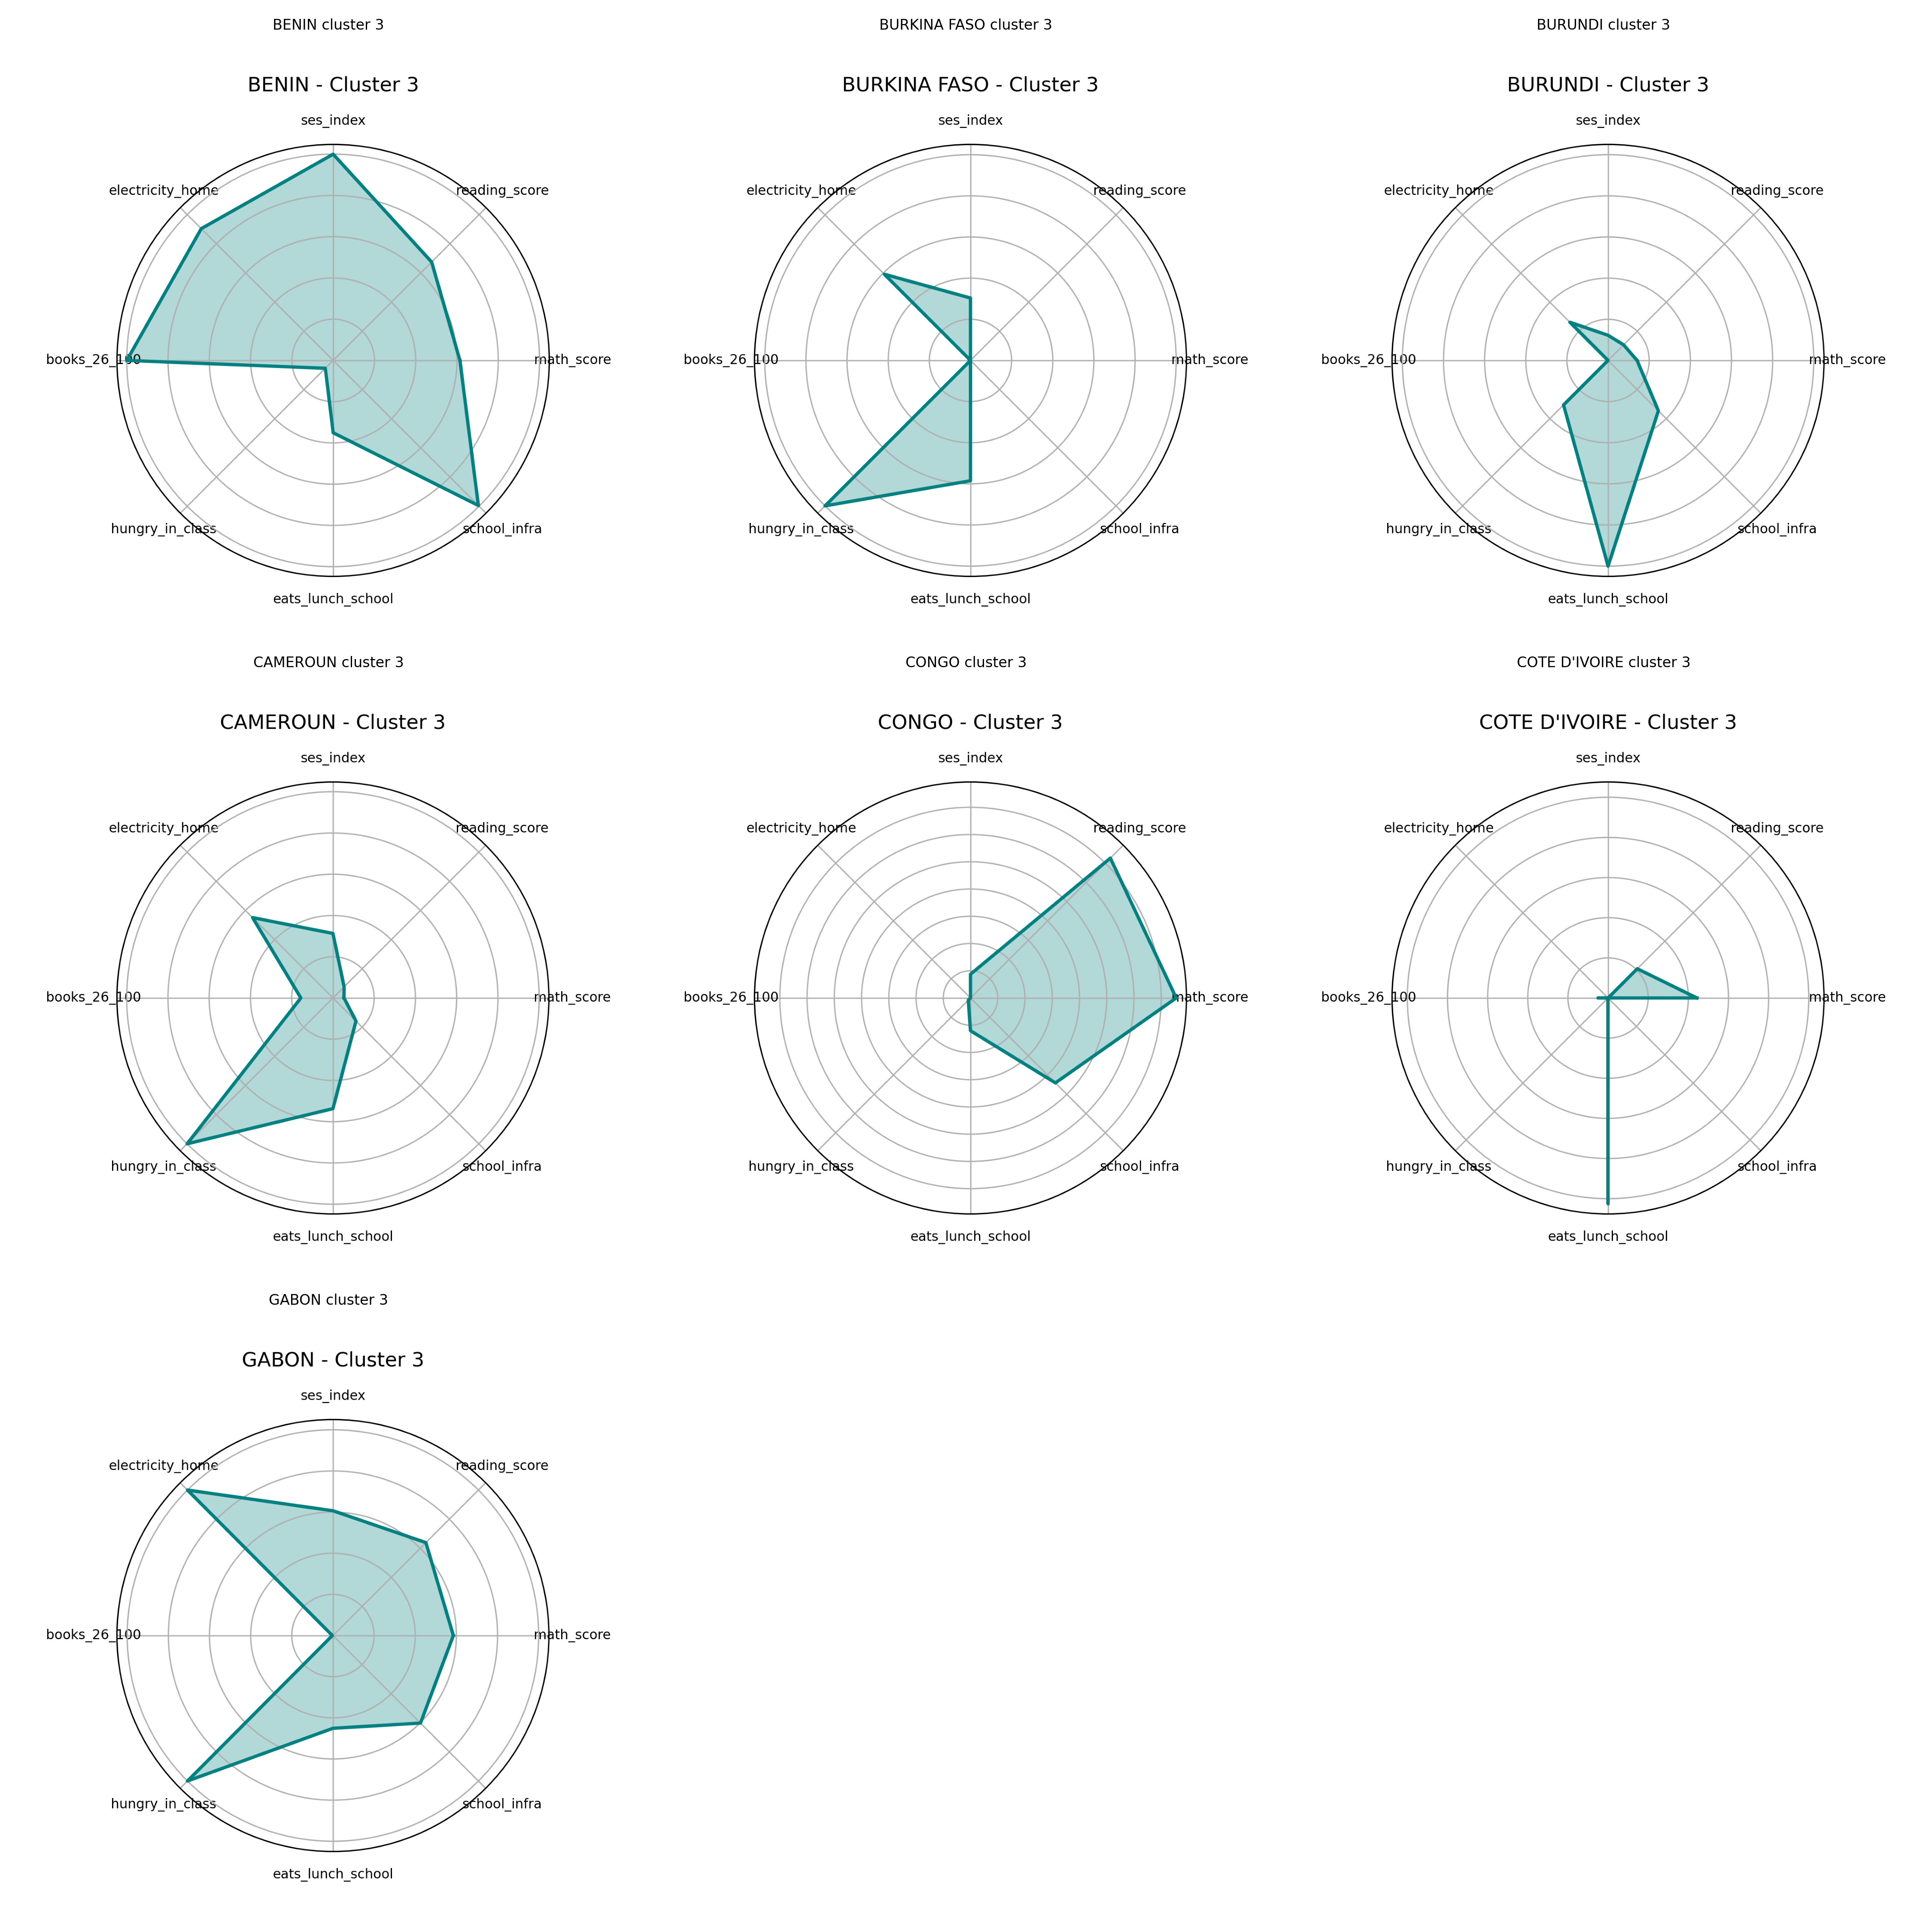 BENIN cluster 3
BENIN - Cluster 3
ses_index
electricity_home
reading_score
books_26_100
math_score
hungry_in_class
school_infra
eats_lunch_school
BURKINA FASO cluster 3
BURKINA FASO - Cluster 3
ses_index
electricity_home
reading_score
books_26_100
math_score
hungry_in_class
school_infra
eats_lunch_school
BURUNDI cluster 3
BURUNDI - Cluster 3
ses_index
electricity_home
reading_score
books_26_100
math_score
hungry_in_class
school_infra
eats_lunch_school
CAMEROUN cluster 3
CAMEROUN - Cluster 3
ses_index
electricity_home
reading_score
books_26_100
math_score
hungry_in_class
school_infra
eats_lunch_school
CONGO cluster 3
CONGO - Cluster 3
ses_index
electricity_home
reading_score
books_26_100
math_score
hungry_in_class
school_infra
eats_lunch_school
COTE D'IVOIRE cluster 3
COTE D'IVOIRE - Cluster 3
ses_index
electricity_home
reading_score
books_26_100
math_score
hungry_in_class
school_infra
eats_lunch_school
GABON cluster 3
GABON - Cluster 3
ses_index
electricity_home
reading_score
books_26_100
math_score
hungry_in_class
school_infra
eats_lunch_school